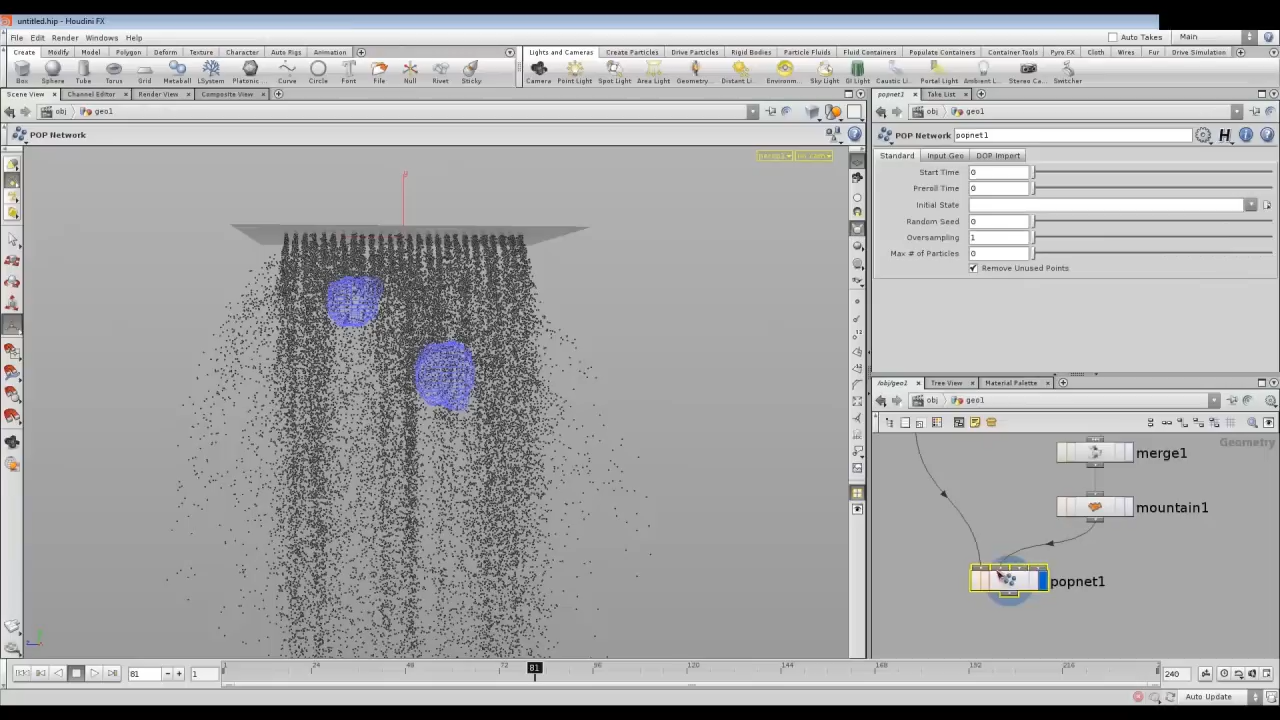 untitled.hip - Houdini FX
File Edit Render Windows Help
Auto Takes Main
Create Modify Model Polygon Deform Texture Character Auto Rigs Animation
Lights and Cameras Create Particles Drive Particles Rigid Bodies Particle Fluids Fluid Containers Populate Containers Container Tools Pyro FX Cloth Wires Fur Drive Simulation
Box Sphere Tube Torus Grid Metaball LSystem Platonic ... Curve Circle Font File Null Rivet Sticky
Camera Point Light Spot Light Area Light Geometry... Distant Li... Environm... Sky Light GI Light Caustic Li... Portal Light Ambient L... Stereo Ca... Switcher
Scene View Channel Editor Render View Composite View
popnet1 Take List
obj geo1
obj geo1
POP Network
POP Network popnet1
Standard Input Geo DOP Import
Start Time 0
Preroll Time 0
Initial State
Random Seed 0
Oversampling 1
Max # of Particles 0
Remove Unused Points
/obj/geo1 Tree View Material Palette
obj geo1
Geometry
merge1
mountain1
popnet1
81 1
1 24 48 72 81 96 120 144 168 192 216
240
Auto Update